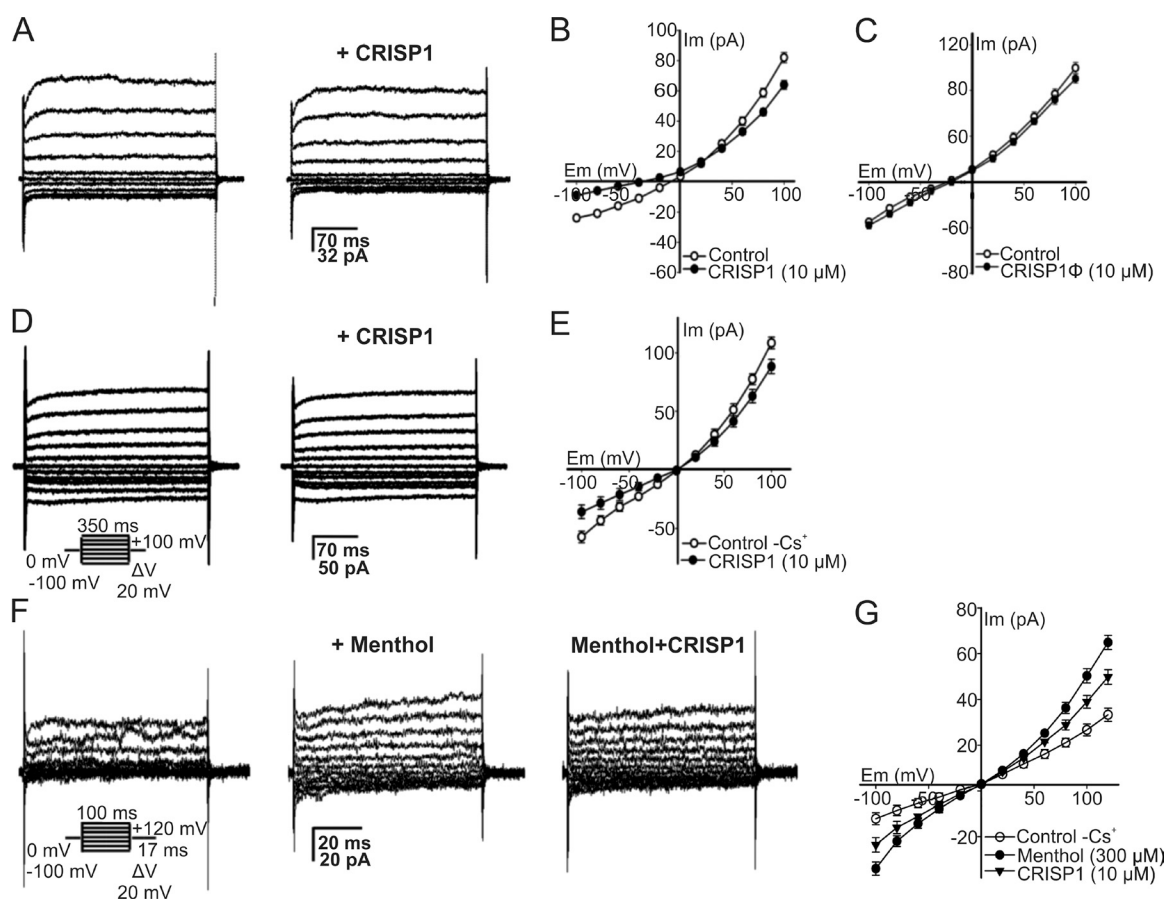 A
+ CRISP1
70 ms
32 pA
B
Im (pA)
100
80
60
40
20
Em (mV)
-100
-50
50
100
-20
-40
-60
Control
CRISP1 (10 µM)
C
Im (pA)
120
60
Em (mV)
-100
-50
50
100
60
-80
Control
CRISP1Φ (10 µM)
D
+ CRISP1
350 ms
+100 mV
0 mV
-100 mV
ΔV
20 mV
70 ms
50 pA
E
Im (pA)
100
50
Em (mV)
-100
-50
50
100
-50
Control -Cs⁺
CRISP1 (10 µM)
F
+ Menthol
Menthol+CRISP1
100 ms
+120 mV
0 mV
17 ms
-100 mV
ΔV
20 mV
20 ms
20 pA
G
80
Im (pA)
60
40
20
Em (mV)
-100
-50
50
100
-20
Control -Cs⁺
Menthol (300 µM)
CRISP1 (10 µM)